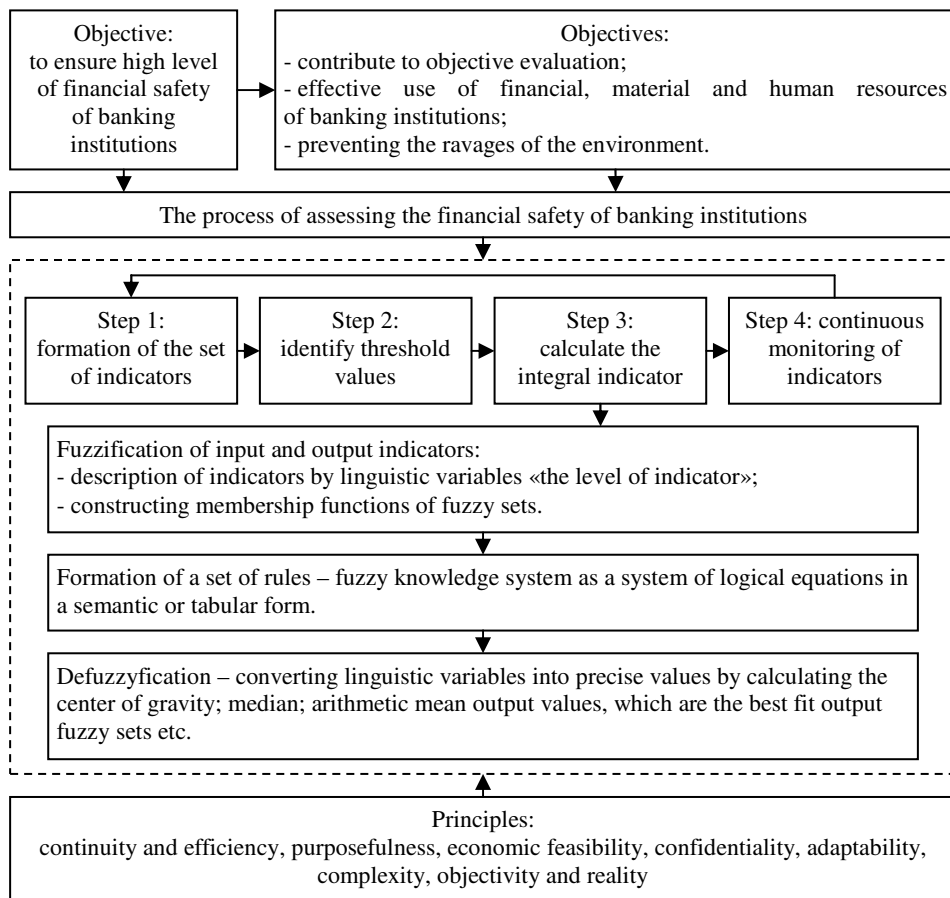 Objective:
to ensure high level
of financial safety
of banking
institutions
Objectives:
- contribute to objective evaluation;
- effective use of financial, material and human resources
of banking institutions;
- preventing the ravages of the environment.
The process of assessing the financial safety of banking institutions
Step 1:
formation of the set
of indicators
Step 2:
identify threshold
values
Step 3:
calculate the
integral indicator
Step 4: continuous
monitoring of
indicators
Fuzzification of input and output indicators:
- description of indicators by linguistic variables «the level of indicator»;
- constructing membership functions of fuzzy sets.
Formation of a set of rules – fuzzy knowledge system as a system of logical equations in
a semantic or tabular form.
Defuzzyfication – converting linguistic variables into precise values by calculating the
center of gravity; median; arithmetic mean output values, which are the best fit output
fuzzy sets etc.
Principles:
continuity and efficiency, purposefulness, economic feasibility, confidentiality, adaptability,
complexity, objectivity and reality